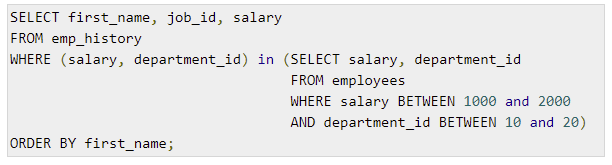 SELECT first_name, job_id, salary
FROM emp_history
WHERE (salary, department_id) in (SELECT salary, department_id
FROM employees
WHERE salary BETWEEN 1000 and 2000
AND department_id BETWEEN 10 and 20)
ORDER BY first_name;